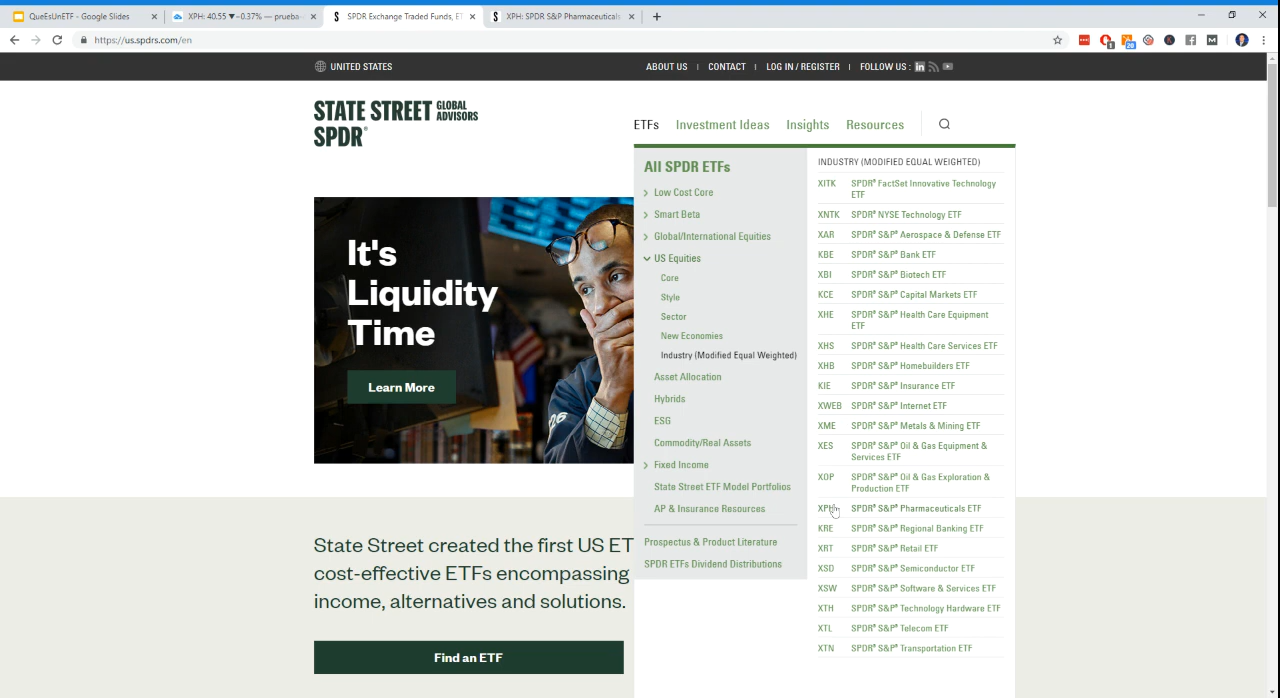 QueEsUnETF - Google Slides
XPH: 40.55 ▼−0.37% — prueba
SPDR Exchange Traded Funds, E
XPH: SPDR S&P Pharmaceuticals
https://us.spdrs.com/en
1
20
UNITED STATES
ABOUT US | CONTACT | LOG IN / REGISTER | FOLLOW US :
STATE STREET GLOBAL ADVISORS
SPDR®
ETFs Investment Ideas Insights Resources
It's
Liquidity
Time
Learn More
All SPDR ETFs
Low Cost Core
Smart Beta
Global/International Equities
US Equities
Core
Style
Sector
New Economies
Industry (Modified Equal Weighted)
Asset Allocation
Hybrids
ESG
Commodity/Real Assets
Fixed Income
State Street ETF Model Portfolios
AP & Insurance Resources
Prospectus & Product Literature
SPDR ETFs Dividend Distributions
INDUSTRY (MODIFIED EQUAL WEIGHTED)
XITK SPDR® FactSet Innovative Technology
ETF
XNTK SPDR® NYSE Technology ETF
XAR SPDR® S&P® Aerospace & Defense ETF
KBE SPDR® S&P® Bank ETF
XBI SPDR® S&P® Biotech ETF
KCE SPDR® S&P® Capital Markets ETF
XHE SPDR® S&P® Health Care Equipment
ETF
XHS SPDR® S&P® Health Care Services ETF
XHB SPDR® S&P® Homebuilders ETF
KIE SPDR® S&P® Insurance ETF
XWEB SPDR® S&P® Internet ETF
XME SPDR® S&P® Metals & Mining ETF
XES SPDR® S&P® Oil & Gas Equipment &
Services ETF
XOP SPDR® S&P® Oil & Gas Exploration &
Production ETF
XPH SPDR® S&P® Pharmaceuticals ETF
KRE SPDR® S&P® Regional Banking ETF
XRT SPDR® S&P® Retail ETF
XSD SPDR® S&P® Semiconductor ETF
XSW SPDR® S&P® Software & Services ETF
XTH SPDR® S&P® Technology Hardware ETF
XTL SPDR® S&P® Telecom ETF
XTN SPDR® S&P® Transportation ETF
State Street created the first US ET
cost-effective ETFs encompassing
income, alternatives and solutions.
Find an ETF